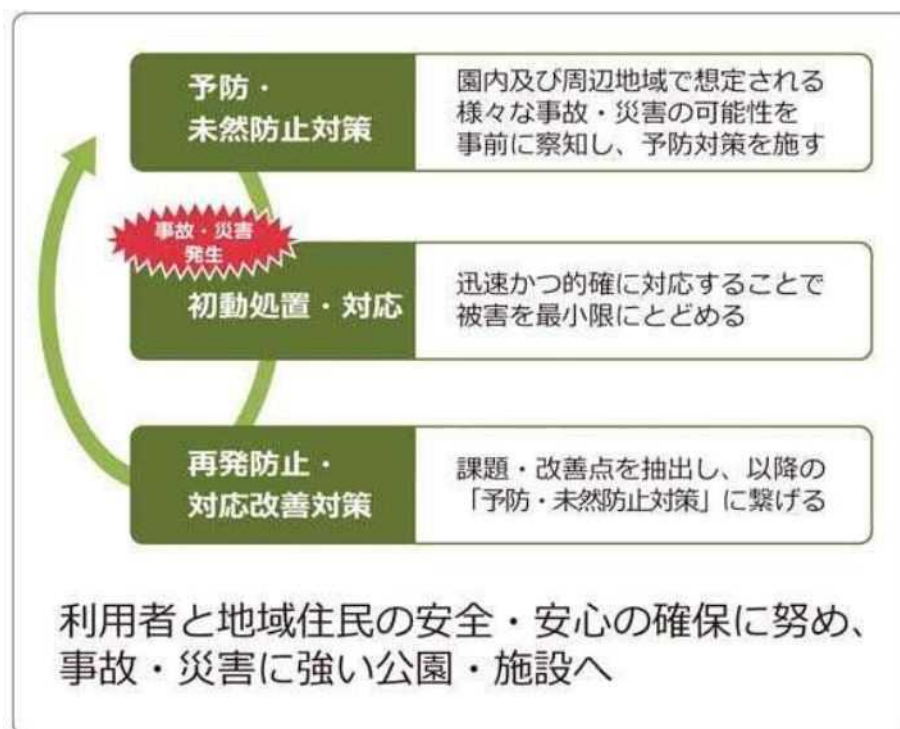 予防・
未然防止対策
園内及び周辺地域で想定される
様々な事故・災害の可能性を
事前に察知し、予防対策を施す
事故・災害
発生
初動処置・対応
迅速かつ的確に対応することで
被害を最小限にとどめる
再発防止・
対応改善対策
課題・改善点を抽出し、以降の
「予防・未然防止対策」に繋げる
利用者と地域住民の安全・安心の確保に努め、
事故・災害に強い公園・施設へ